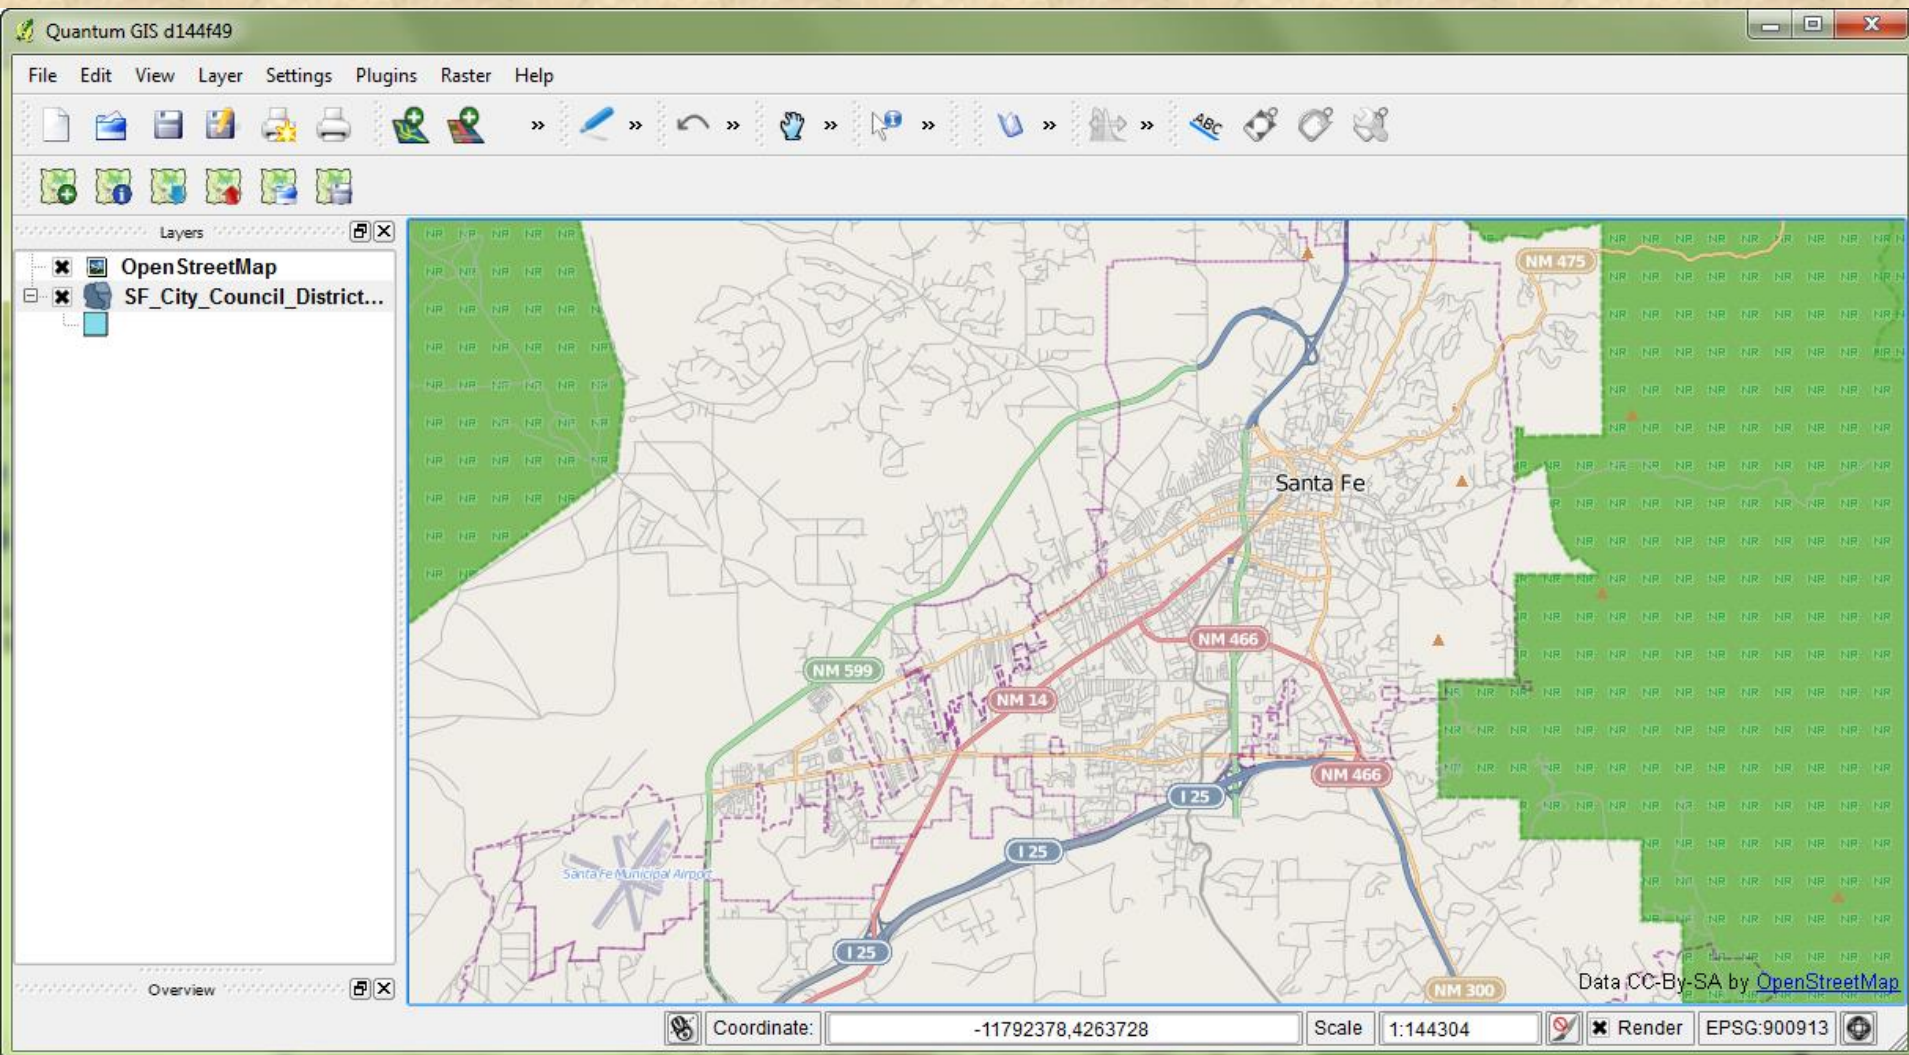 Quantum GIS d144f49
File Edit View Layer Settings Plugins Raster Help
ABC
Layers
OpenStreetMap
SF_City_Council_District...
Overview
NM 475
Santa Fe
NM 466
NM 599
NM 14
NM 466
I 25
I 25
Santa Fe Municipal Airport
I 25
NM 300
Data CC-By-SA by OpenStreetMap
Coordinate: -11792378,4263728 Scale 1:144304 Render EPSG:900913